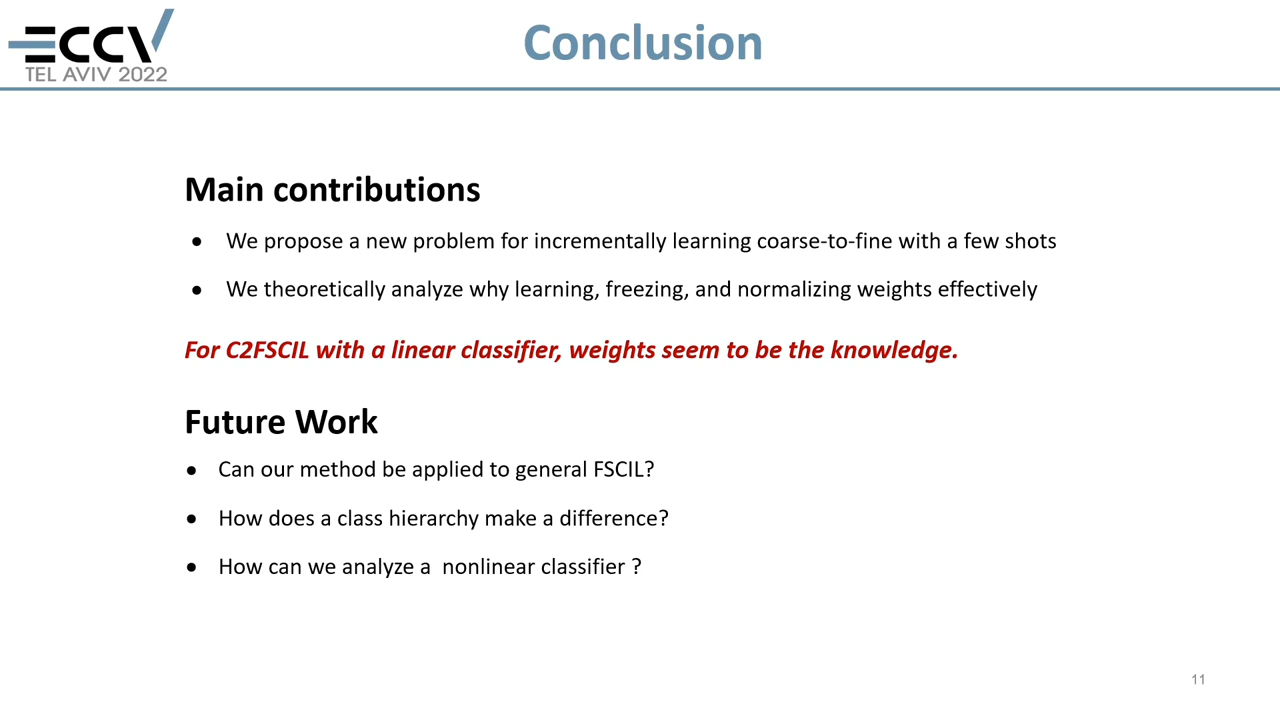 ECCV
TEL AVIV 2022
Conclusion
Main contributions
● We propose a new problem for incrementally learning coarse-to-fine with a few shots
● We theoretically analyze why learning, freezing, and normalizing weights effectively
For C2FSCIL with a linear classifier, weights seem to be the knowledge.
Future Work
● Can our method be applied to general FSCIL?
● How does a class hierarchy make a difference?
● How can we analyze a  nonlinear classifier ?
11